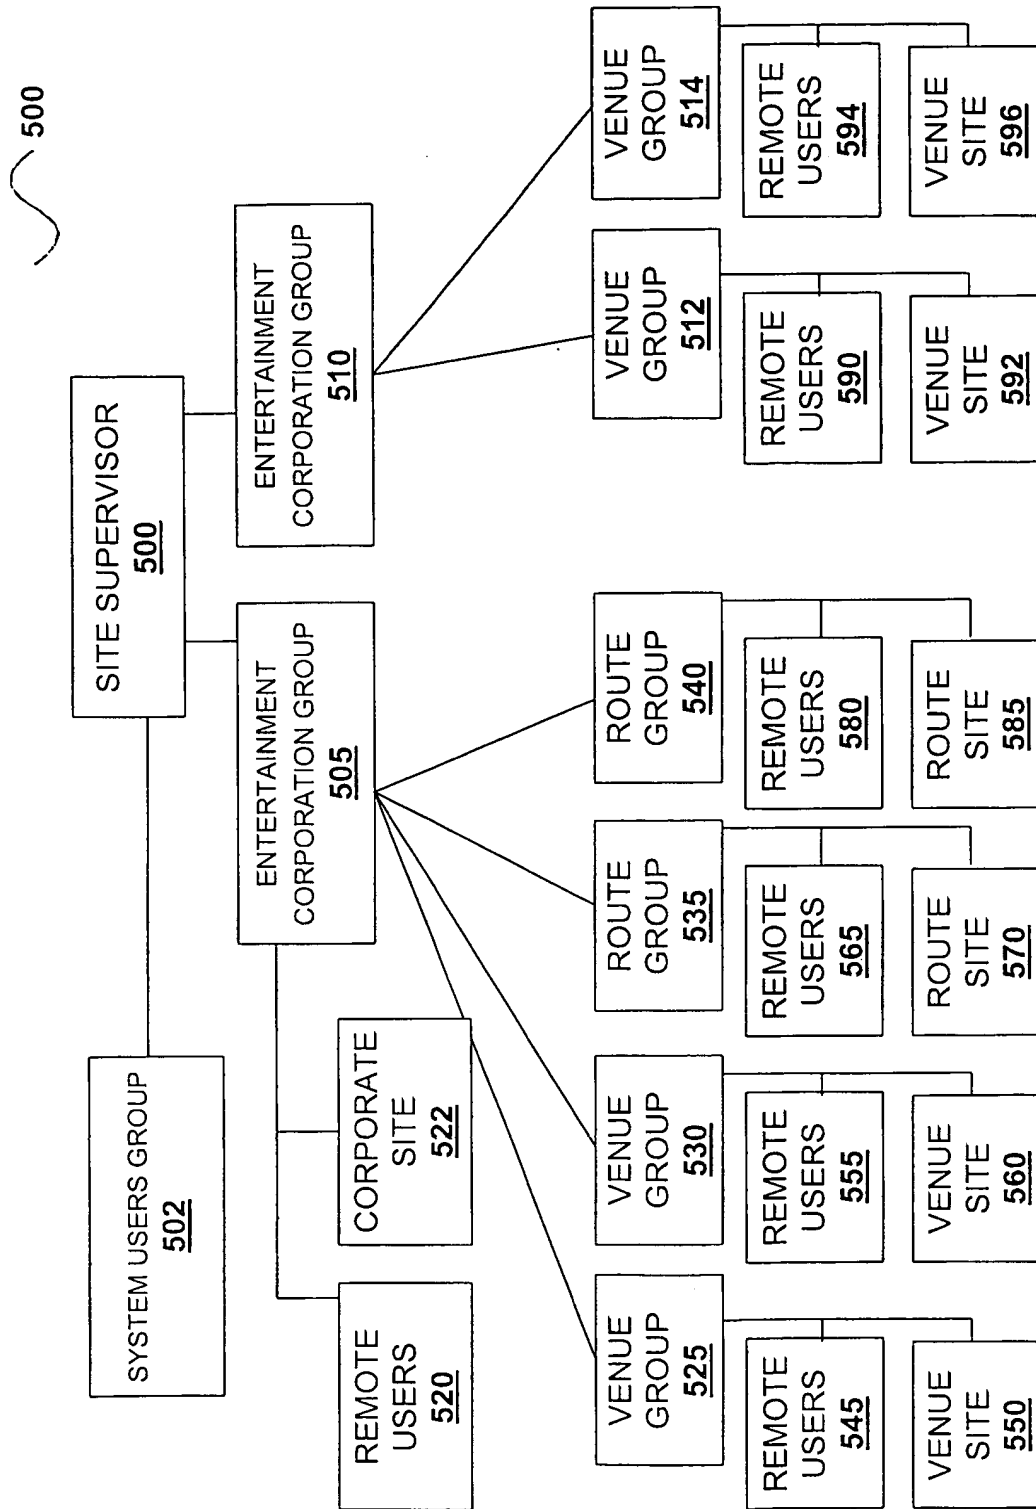 500
SITE SUPERVISOR
500
SYSTEM USERS GROUP
502
ENTERTAINMENT
CORPORATION GROUP
505
ENTERTAINMENT
CORPORATION GROUP
510
REMOTE
USERS
520
CORPORATE
SITE
522
VENUE
GROUP
525
VENUE
GROUP
530
ROUTE
GROUP
535
ROUTE
GROUP
540
VENUE
GROUP
512
VENUE
GROUP
514
REMOTE
USERS
545
REMOTE
USERS
555
REMOTE
USERS
565
REMOTE
USERS
580
REMOTE
USERS
590
REMOTE
USERS
594
VENUE
SITE
550
VENUE
SITE
560
ROUTE
SITE
570
ROUTE
SITE
585
VENUE
SITE
592
VENUE
SITE
596